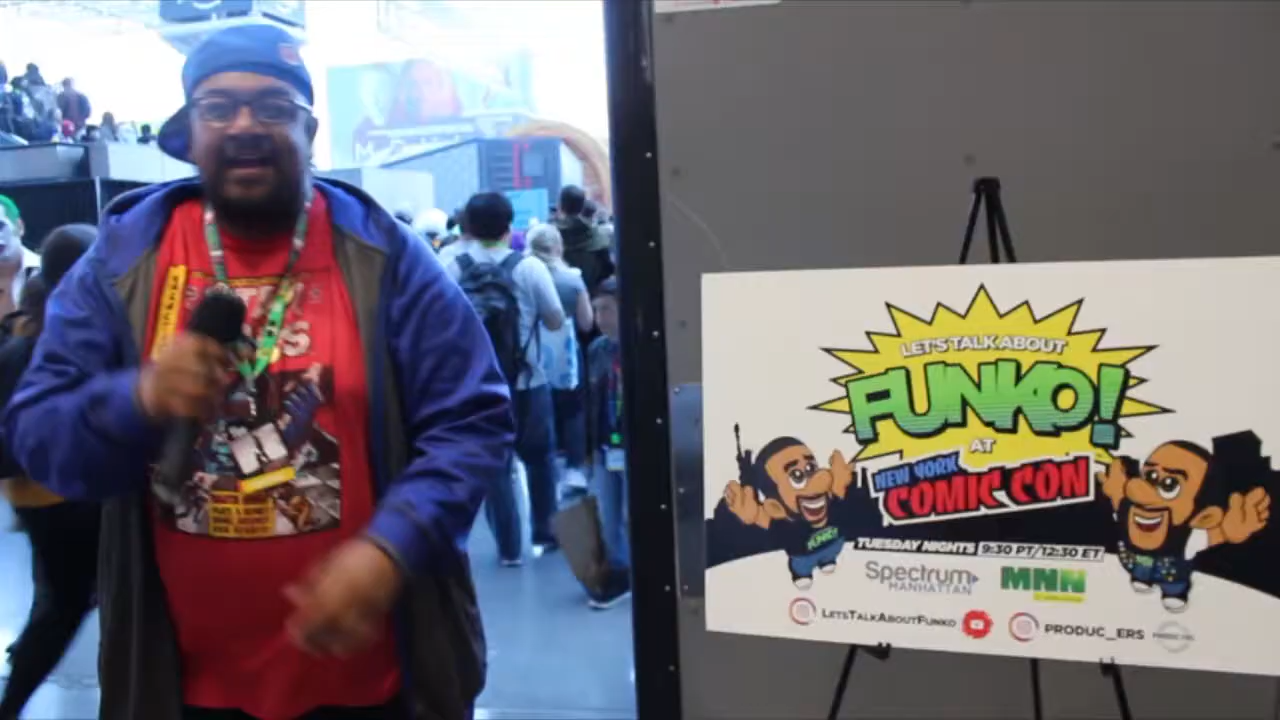 LET'S TALK ABOUT
FUNKO!
AT
NEW YORK
COMIC CON
TUESDAY NIGHTS 9:30 PT/12:30 ET
Spectrum
MANHATTAN
MNN
LETSTALKABOUTFUNKO
PRODUC_ERS